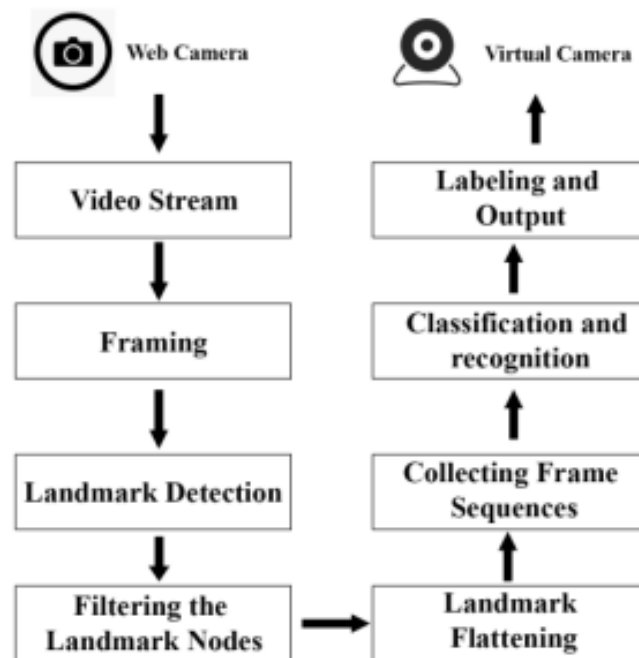 Web Camera
Video Stream
Framing
Landmark Detection
Filtering the
Landmark Nodes
Landmark
Flattening
Collecting Frame
Sequences
Classification and
recognition
Labeling and
Output
Virtual Camera